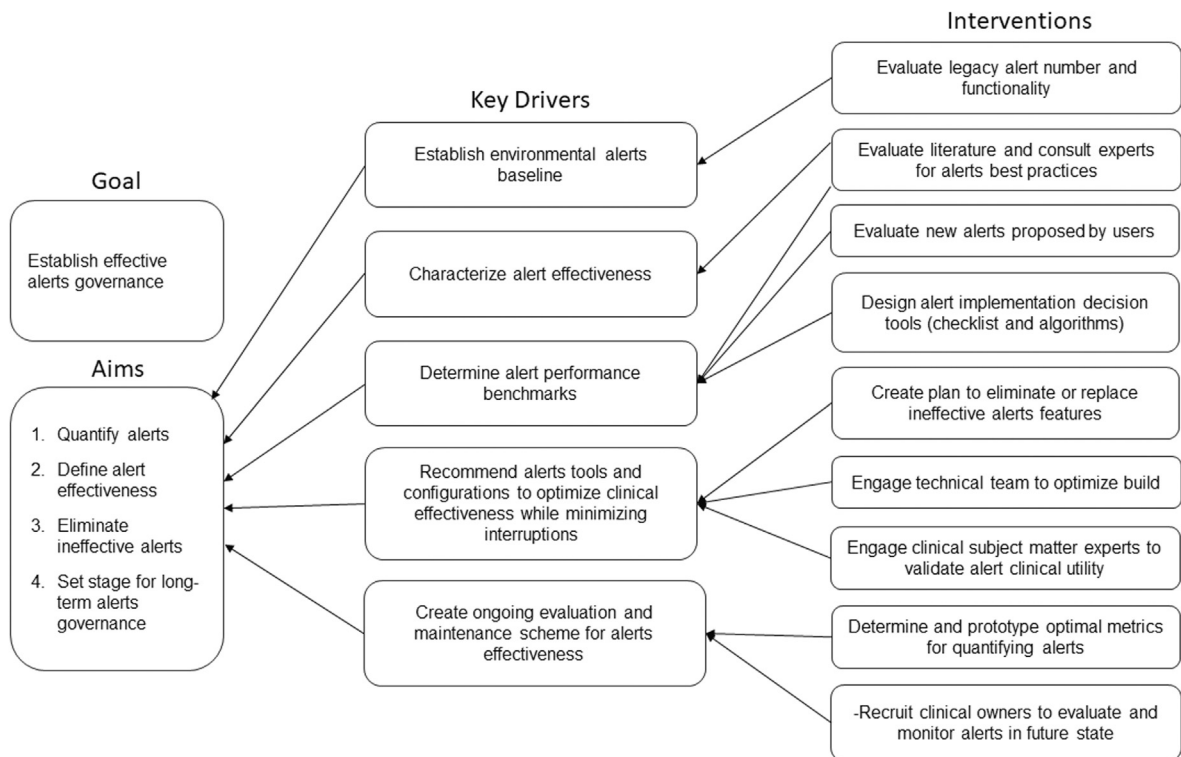 Goal
Establish effective
alerts governance
Aims
1. Quantify alerts
2. Define alert
effectiveness
3. Eliminate
ineffective alerts
4. Set stage for long-
term alerts
governance
Key Drivers
Establish environmental alerts
baseline
Characterize alert effectiveness
Determine alert performance
benchmarks
Recommend alerts tools and
configurations to optimize clinical
effectiveness while minimizing
interruptions
Create ongoing evaluation and
maintenance scheme for alerts
effectiveness
Interventions
Evaluate legacy alert number and
functionality
Evaluate literature and consult experts
for alerts best practices
Evaluate new alerts proposed by users
Design alert implementation decision
tools (checklist and algorithms)
Create plan to eliminate or replace
ineffective alerts features
Engage technical team to optimize build
Engage clinical subject matter experts to
validate alert clinical utility
Determine and prototype optimal metrics
for quantifying alerts
-Recruit clinical owners to evaluate and
monitor alerts in future state